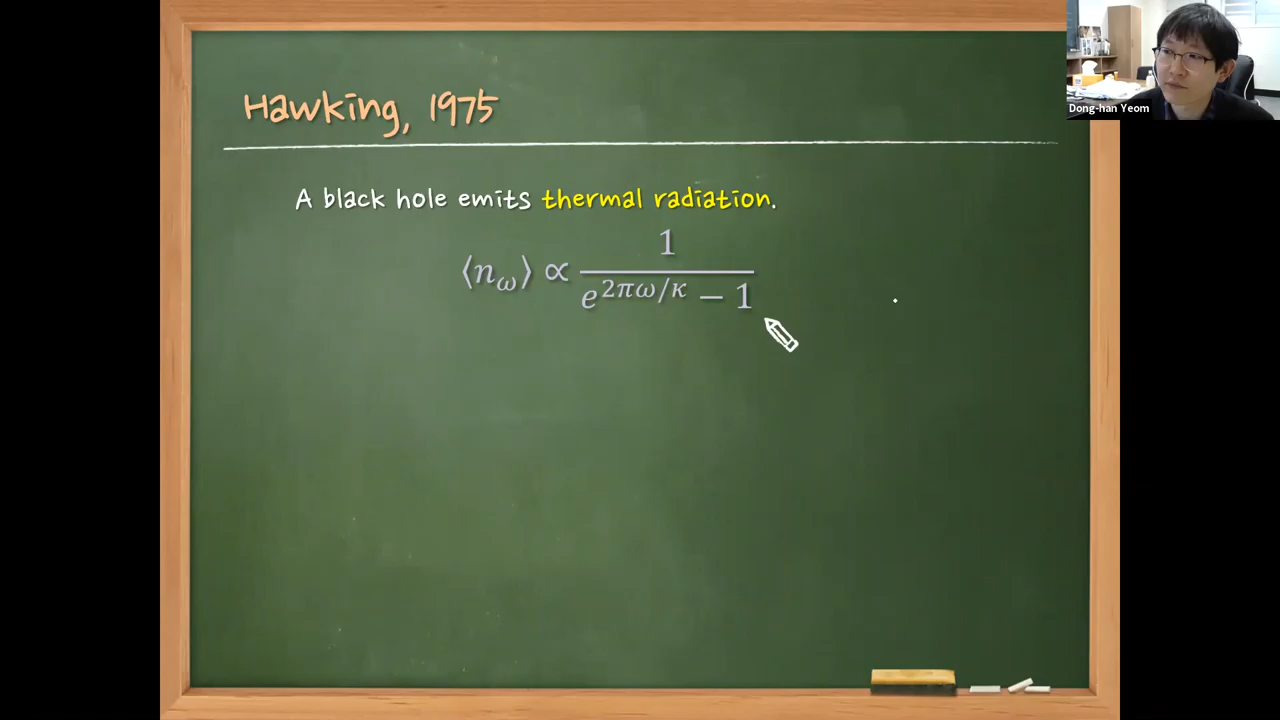 Hawking, 1975
Dong-han Yeom
A black hole emits thermal radiation.
⟨n_ω⟩ ∝ 1 / (e^{2πω/κ} − 1)